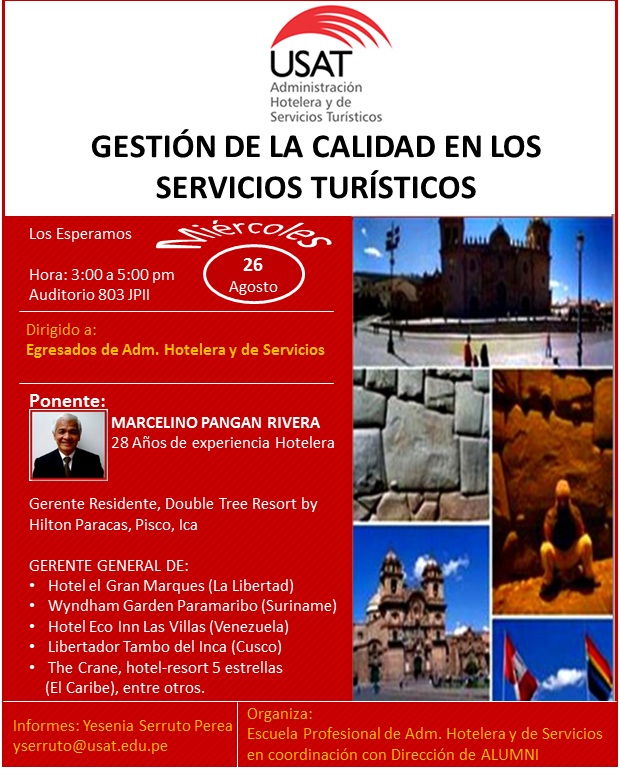 USAT
Administración
Hotelera y de
Servicios Turísticos
GESTIÓN DE LA CALIDAD EN LOS
SERVICIOS TURÍSTICOS
Los Esperamos
Miércoles
26
Agosto
Hora: 3:00 a 5:00 pm
Auditorio 803 JPII
Dirigido a:
Egresados de Adm. Hotelera y de Servicios
Ponente:
MARCELINO PANGAN RIVERA
28 Años de experiencia Hotelera
Gerente Residente, Double Tree Resort by
Hilton Paracas, Pisco, Ica
GERENTE GENERAL DE:
• Hotel el Gran Marques (La Libertad)
• Wyndham Garden Paramaribo (Suriname)
• Hotel Eco Inn Las Villas (Venezuela)
• Libertador Tambo del Inca (Cusco)
• The Crane, hotel-resort 5 estrellas
(El Caribe), entre otros.
Informes: Yesenia Serruto Perea
yserruto@usat.edu.pe
Organiza:
Escuela Profesional de Adm. Hotelera y de Servicios
en coordinación con Dirección de ALUMNI